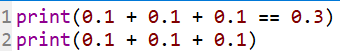 1 print(0.1 + 0.1 + 0.1 == 0.3)
2 print(0.1 + 0.1 + 0.1)